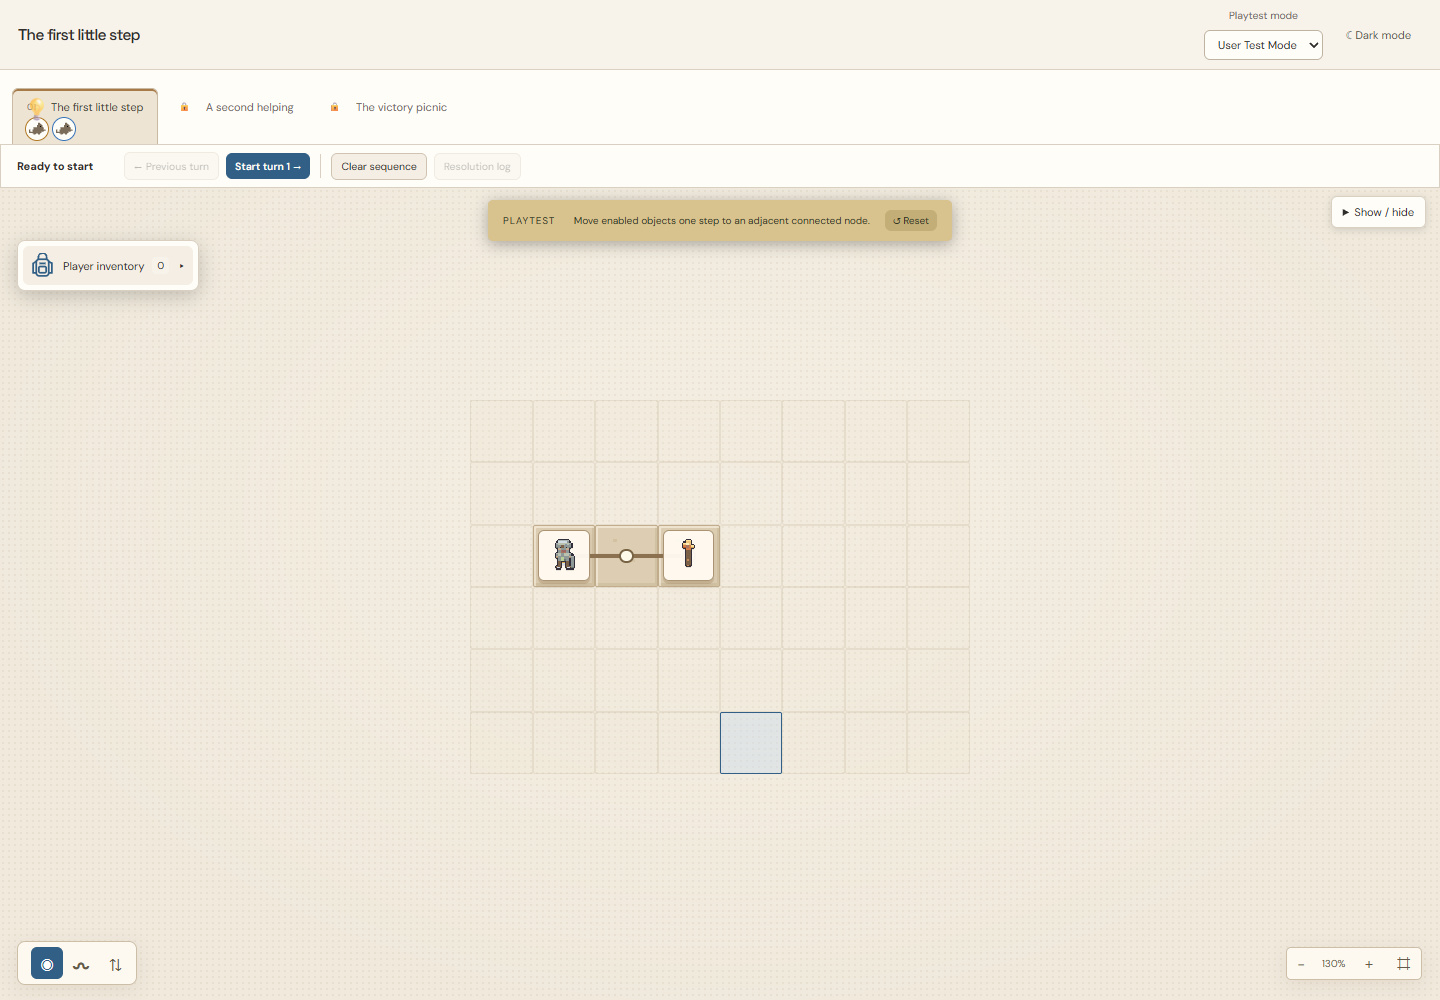 The first little step
Playtest mode
User Test Mode
Dark mode
The first little step
A second helping
The victory picnic
Ready to start
← Previous turn
Start turn 1 →
Clear sequence
Resolution log
PLAYTEST
Move enabled objects one step to an adjacent connected node.
↺ Reset
▶ Show / hide
Player inventory 0 ▸
− 130% +